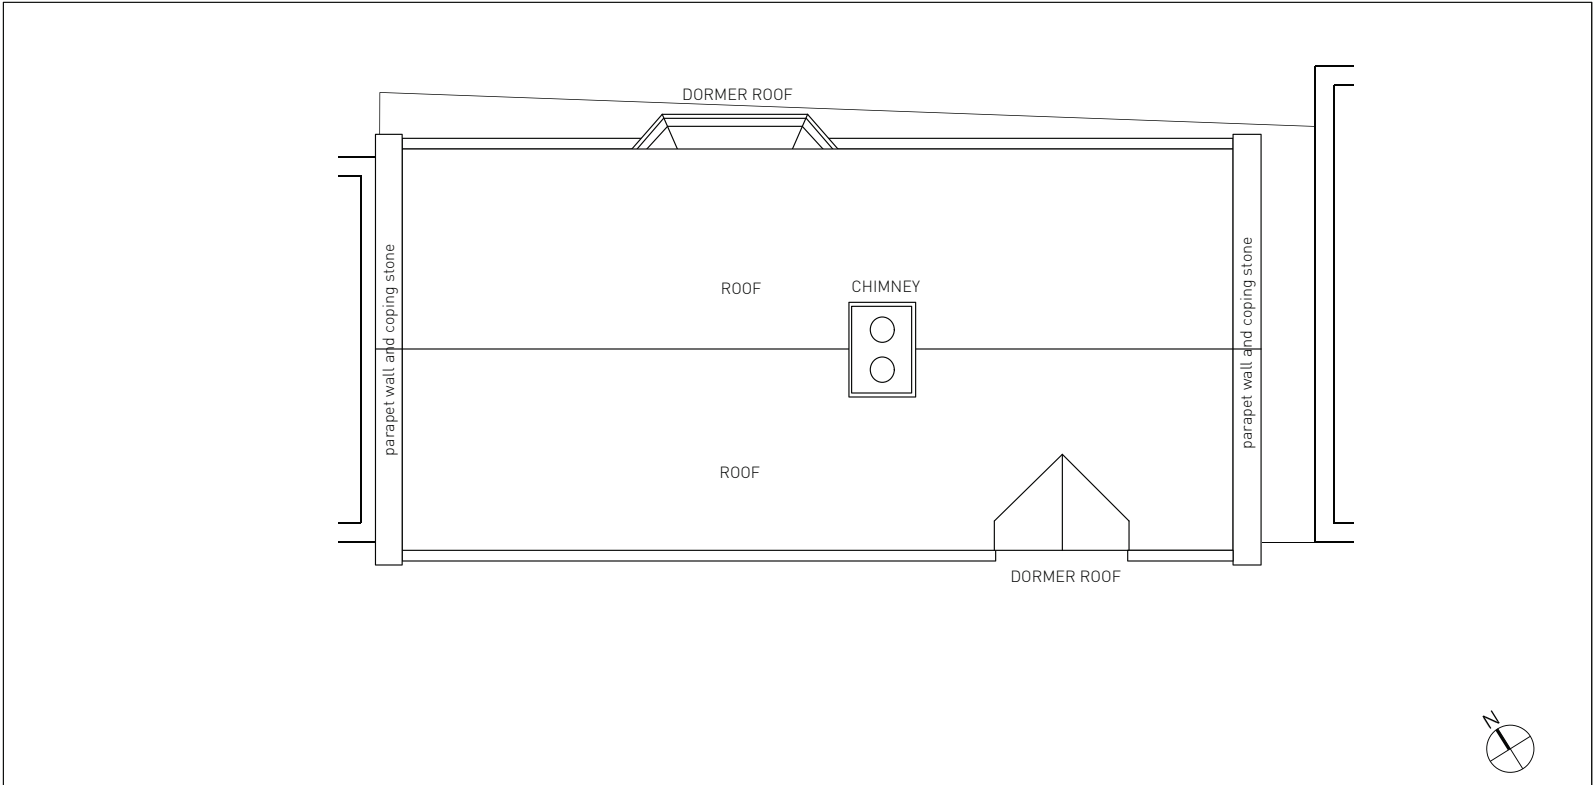 DORMER ROOF
parapet wall and coping stone
ROOF
CHIMNEY
parapet wall and coping stone
ROOF
DORMER ROOF
N